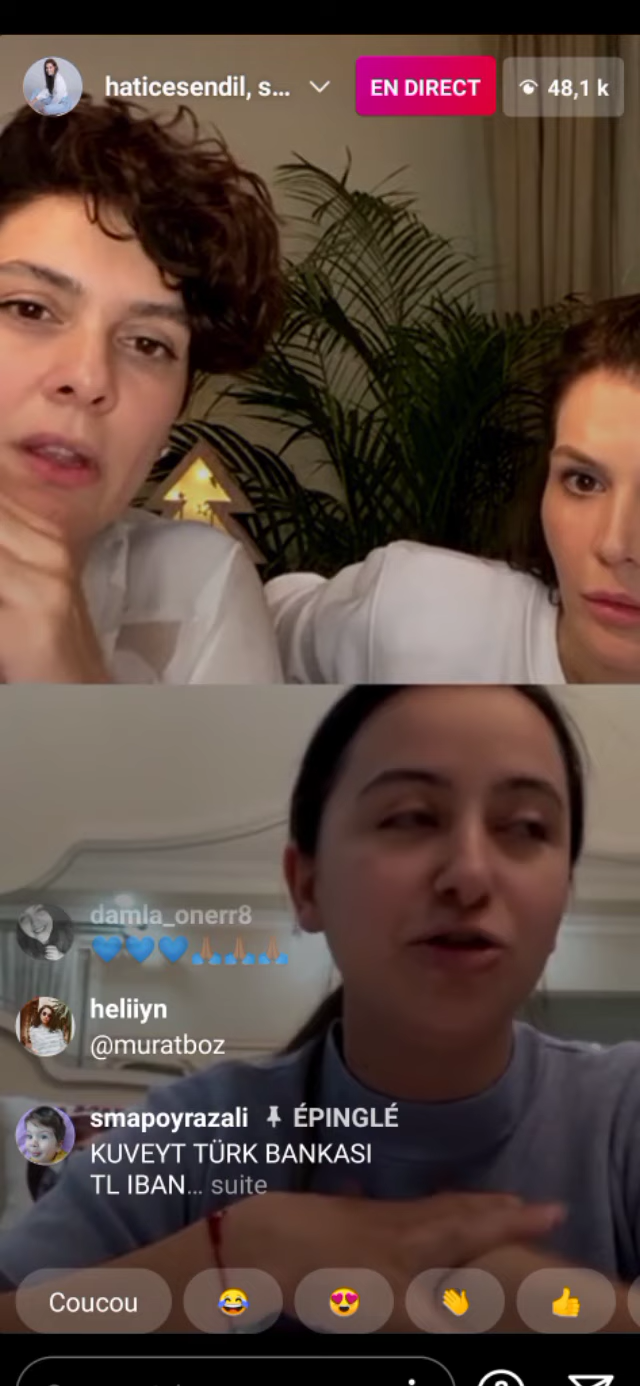 haticesendil, s...
EN DIRECT
48,1 k
damla_onerr8
💙💙💙🙏🏽🙏🏽🙏🏽
heliiyn
@muratboz
smapoyrazali ÉPINGLÉ
KUVEYT TÜRK BANKASI
TL IBAN... suite
Coucou 😂 😍 👏 👍